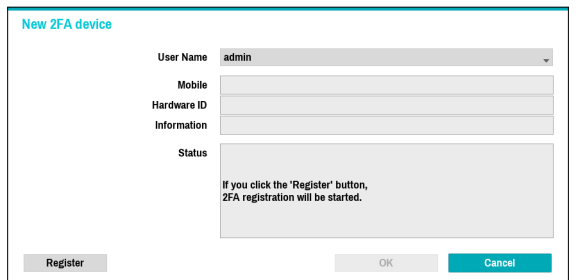 New 2FA device
User Name
admin
Mobile
Hardware ID
Information
Status
If you click the 'Register' button,
2FA registration will be started.
Register
OK
Cancel